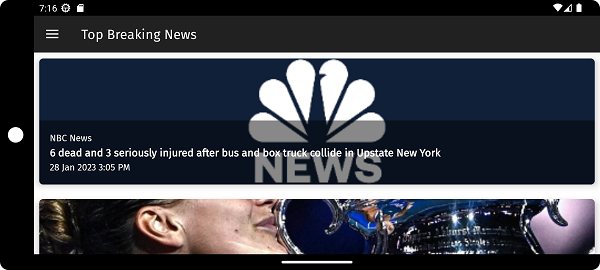 7:16
Top Breaking News
NBC News
6 dead and 3 seriously injured after bus and box truck collide in Upstate New York
28 Jan 2023 3:05 PM
NEWS